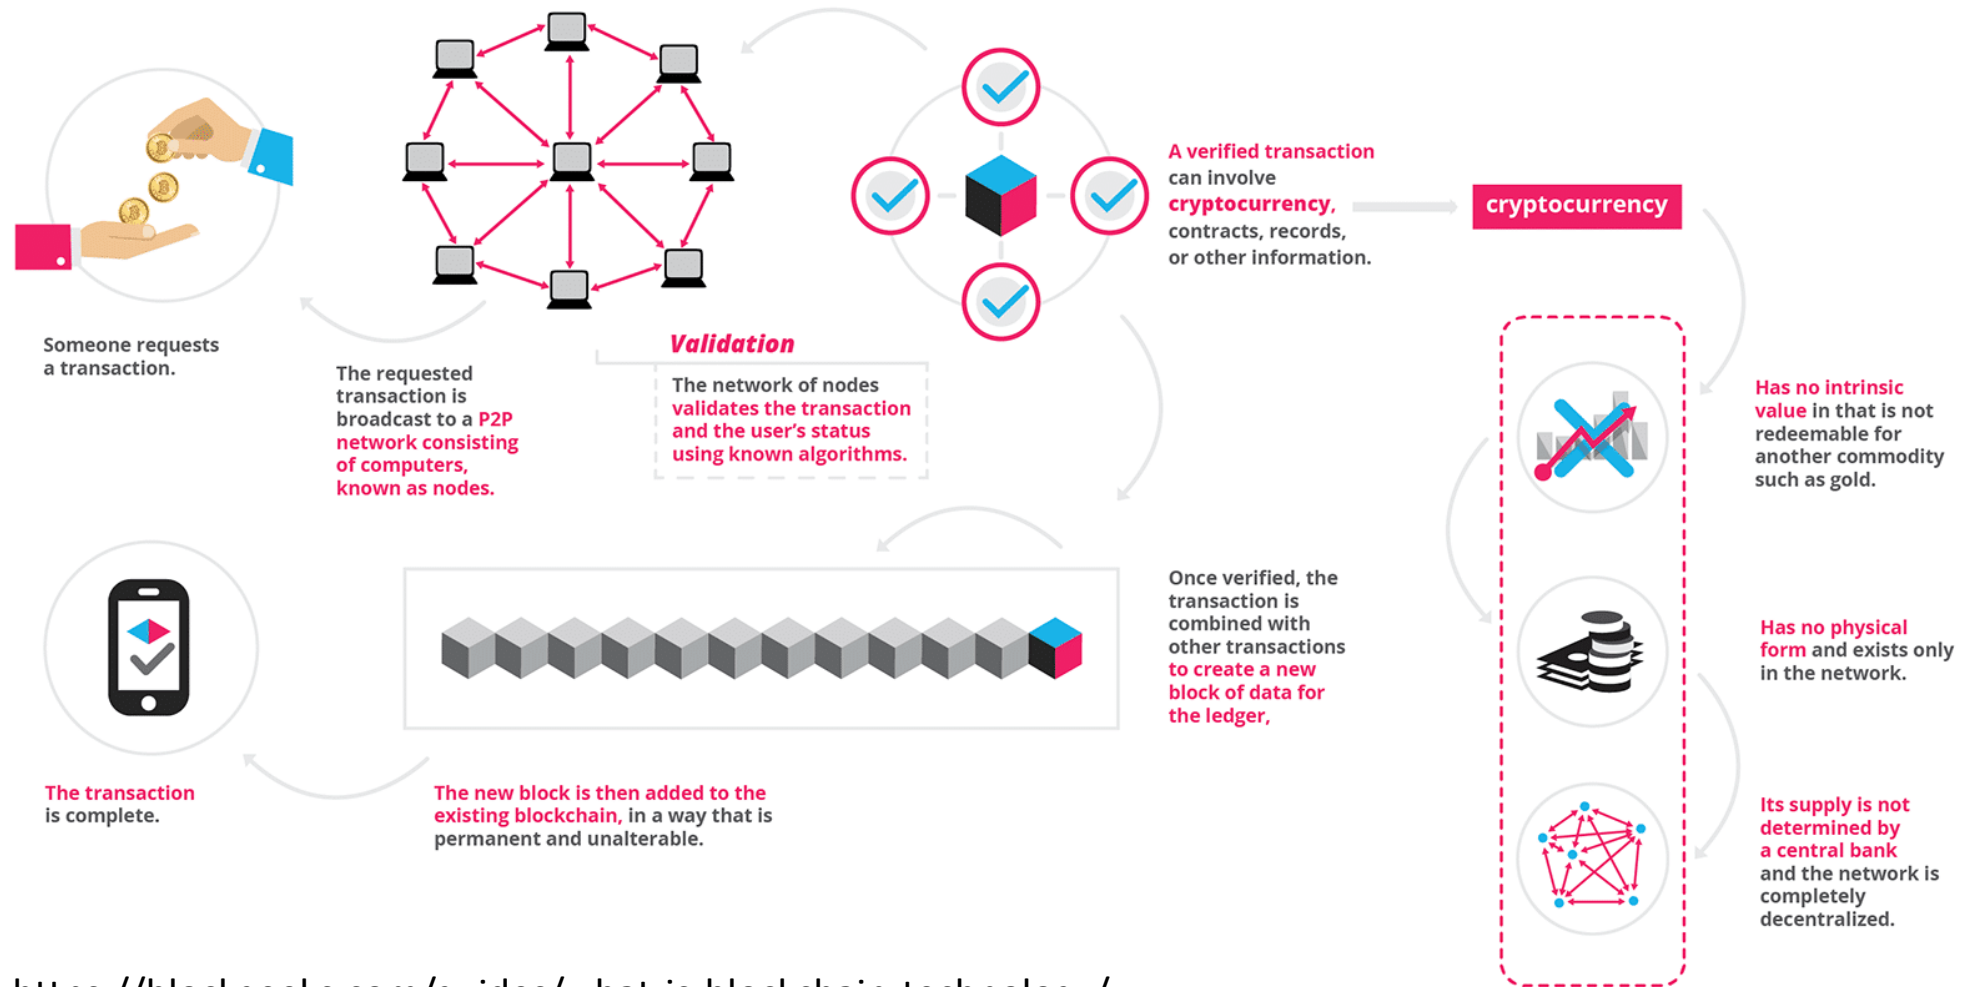 Someone requests
a transaction.
The requested
transaction is
broadcast to a P2P
network consisting
of computers,
known as nodes.
Validation
The network of nodes
validates the transaction
and the user's status
using known algorithms.
A verified transaction
can involve
cryptocurrency,
contracts, records,
or other information.
cryptocurrency
Has no intrinsic
value in that is not
redeemable for
another commodity
such as gold.
Has no physical
form and exists only
in the network.
Its supply is not
determined by
a central bank
and the network is
completely
decentralized.
Once verified, the
transaction is
combined with
other transactions
to create a new
block of data for
the ledger,
The new block is then added to the
existing blockchain, in a way that is
permanent and unalterable.
The transaction
is complete.